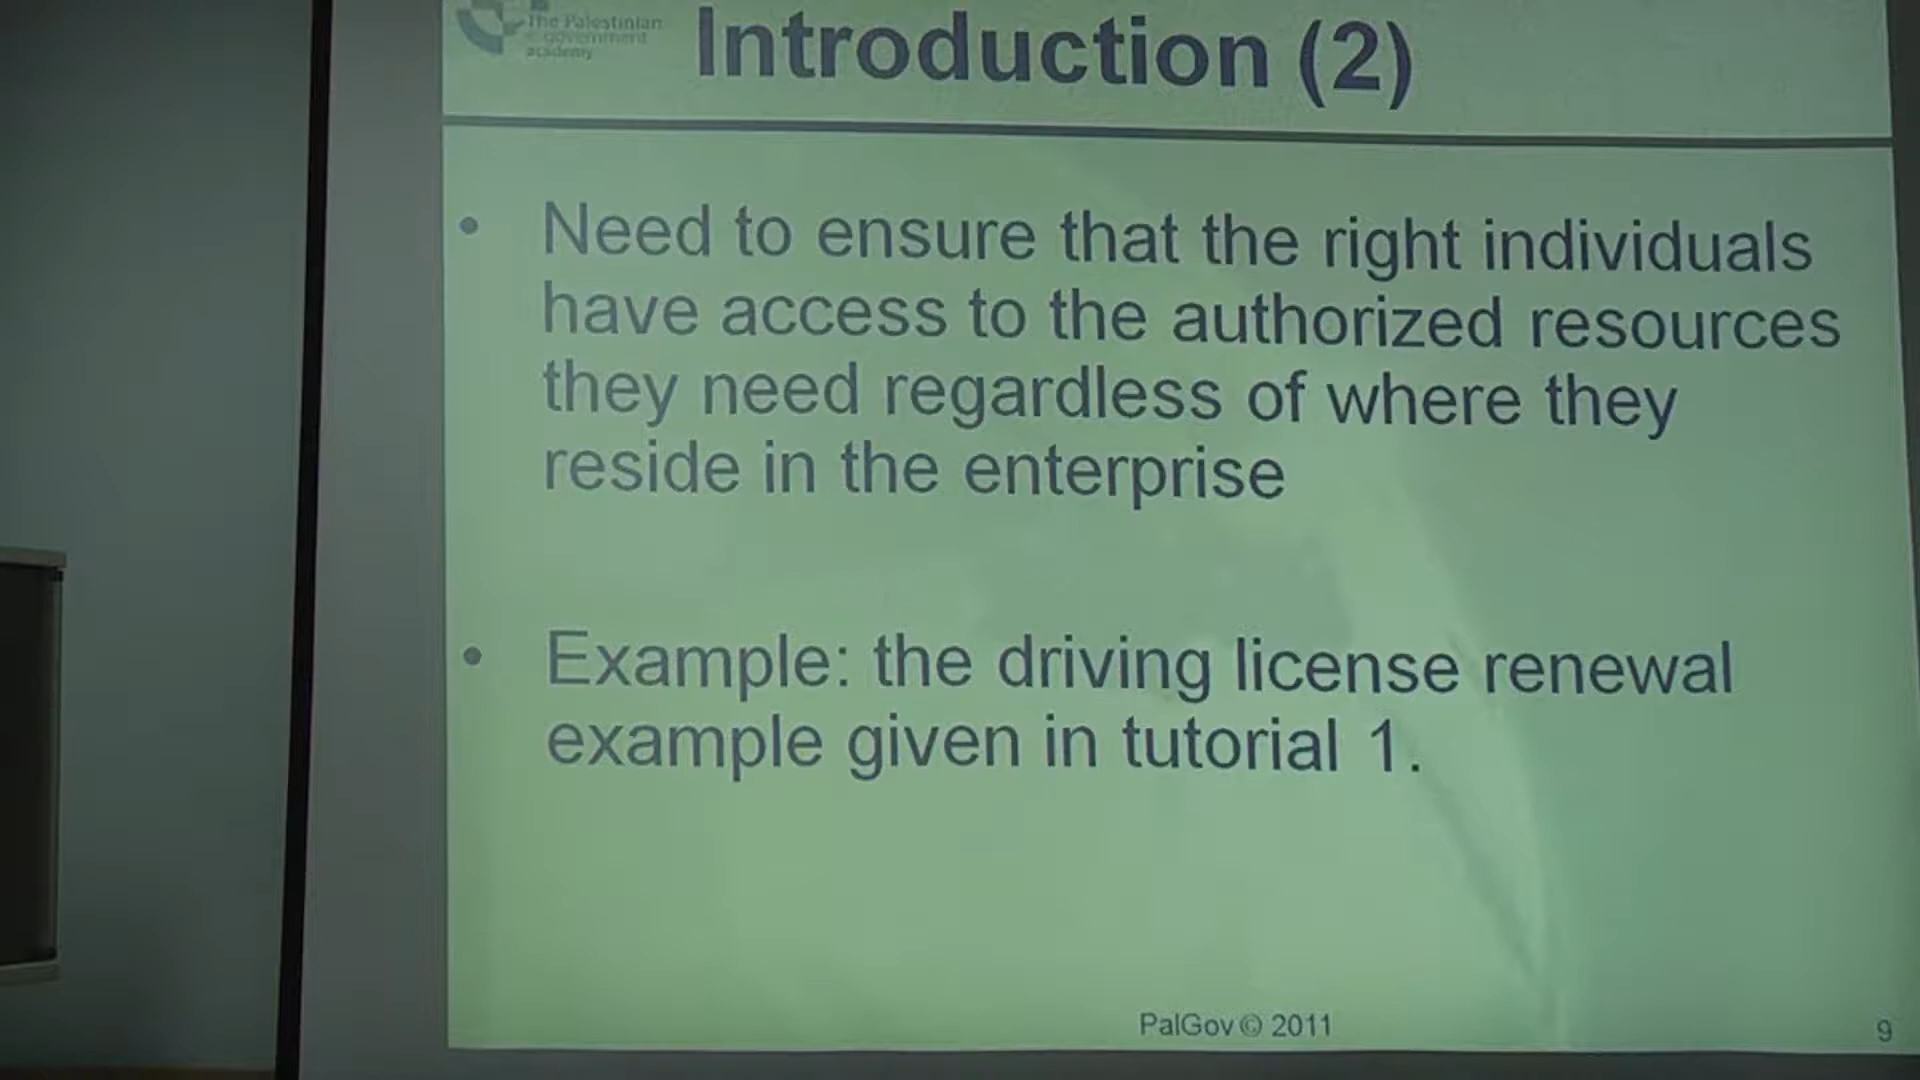 The Palestinian
e-government
academy
Introduction (2)
• Need to ensure that the right individuals
have access to the authorized resources
they need regardless of where they
reside in the enterprise
• Example: the driving license renewal
example given in tutorial 1.
PalGov © 2011
9